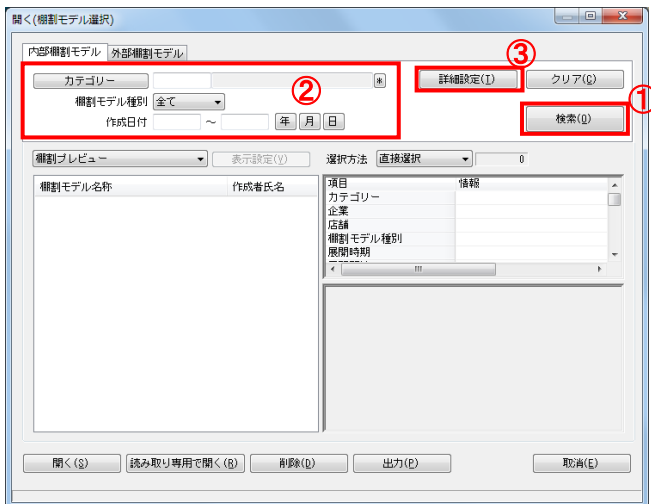 開く(棚割モデル選択)
内部棚割モデル 外部棚割モデル
③
カテゴリー * 詳細設定(I) クリア(C)
②
棚割モデル種別 全て
①
作成日付 ～ 年 月 日 検索(Q)
棚割プレビュー 表示設定(V) 選択方法 直接選択 0
棚割モデル名称 作成者氏名
項目 情報
カテゴリー
企業
店舗
棚割モデル種別
展開時期
開く(S) 読み取り専用で開く(R) 削除(D) 出力(P) 取消(E)